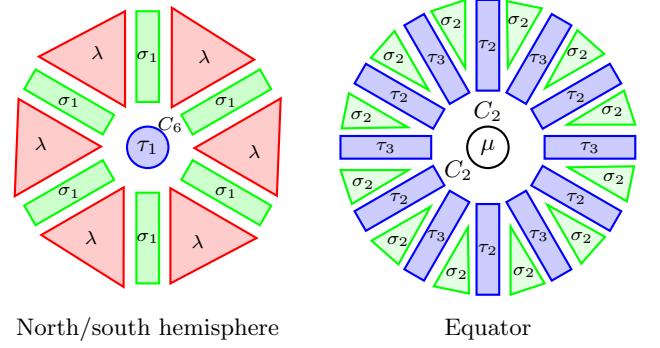 λ σ₁ λ
σ₁ σ₁
C₆
λ τ₁ λ
σ₁ σ₁
λ σ₁ λ
North/south hemisphere
σ₂ τ₂ σ₂
σ₂ τ₃ τ₃ σ₂
τ₂ τ₂
σ₂ C₂ σ₂
τ₃ μ τ₃
C₂
σ₂ σ₂
τ₂ τ₂
σ₂ τ₃ τ₃ σ₂
σ₂ τ₂ σ₂
Equator